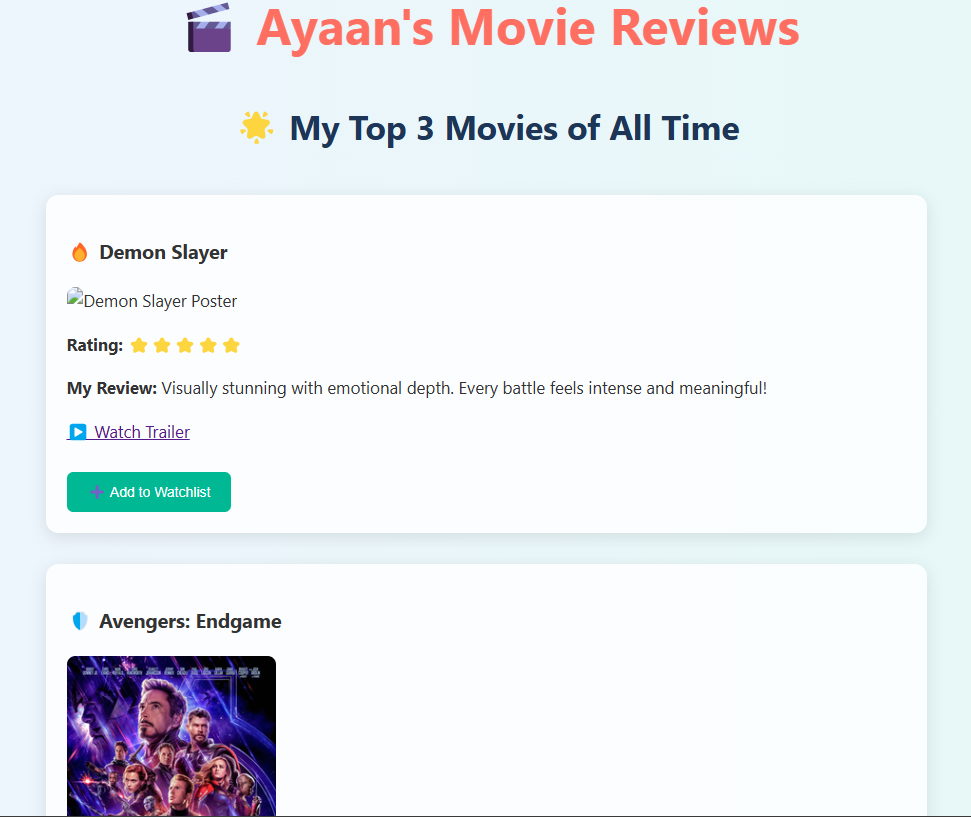 Ayaan's Movie Reviews
My Top 3 Movies of All Time
Demon Slayer
Demon Slayer Poster
Rating:
My Review: Visually stunning with emotional depth. Every battle feels intense and meaningful!
Watch Trailer
Add to Watchlist
Avengers: Endgame